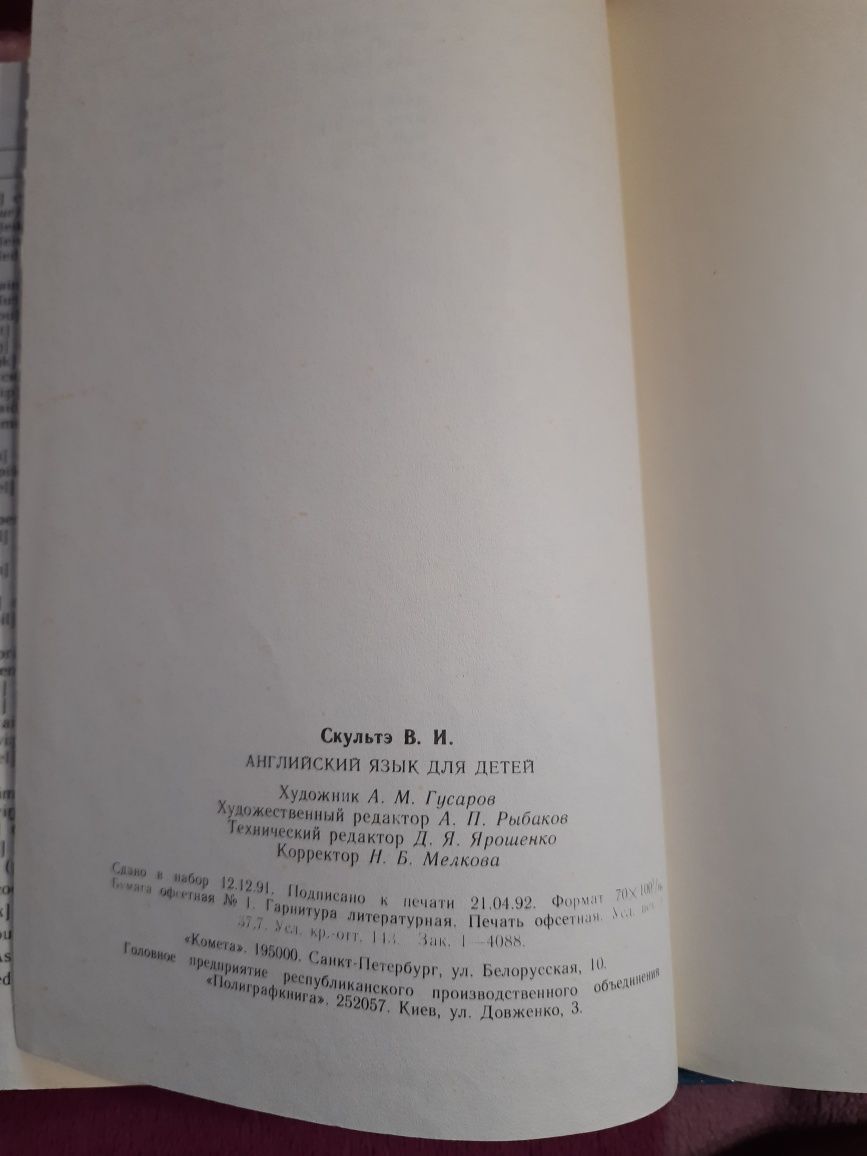 Скультэ В. И.
АНГЛИЙСКИЙ ЯЗЫК ДЛЯ ДЕТЕЙ
Художник А. М. Гусаров
Художественный редактор А. П. Рыбаков
Технический редактор Д. Я. Ярошенко
Корректор Н. Б. Мелкова
Сдано в набор 12.12.91. Подписано к печати 21.04.92. Формат 70×100
Бумага офсетная № 1. Гарнитура литературная. Печать офсетная. Усл. печ.
37,7. Усл. кр.-отт. Зак. 1—4088.
«Комета». 195000. Санкт-Петербург, ул. Белорусская, 10.
Головное предприятие республиканского производственного объединения
«Полиграфкнига». 252057. Киев, ул. Довженко, 3.